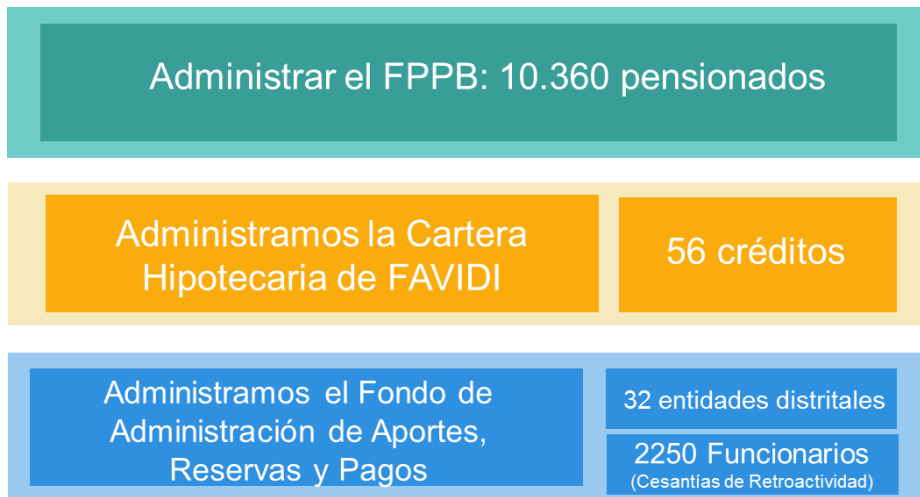 Administrar el FPPB: 10.360 pensionados
Administramos la Cartera
Hipotecaria de FAVIDI
56 créditos
Administramos el Fondo de
Administración de Aportes,
Reservas y Pagos
32 entidades distritales
2250 Funcionarios
(Cesantías de Retroactividad)